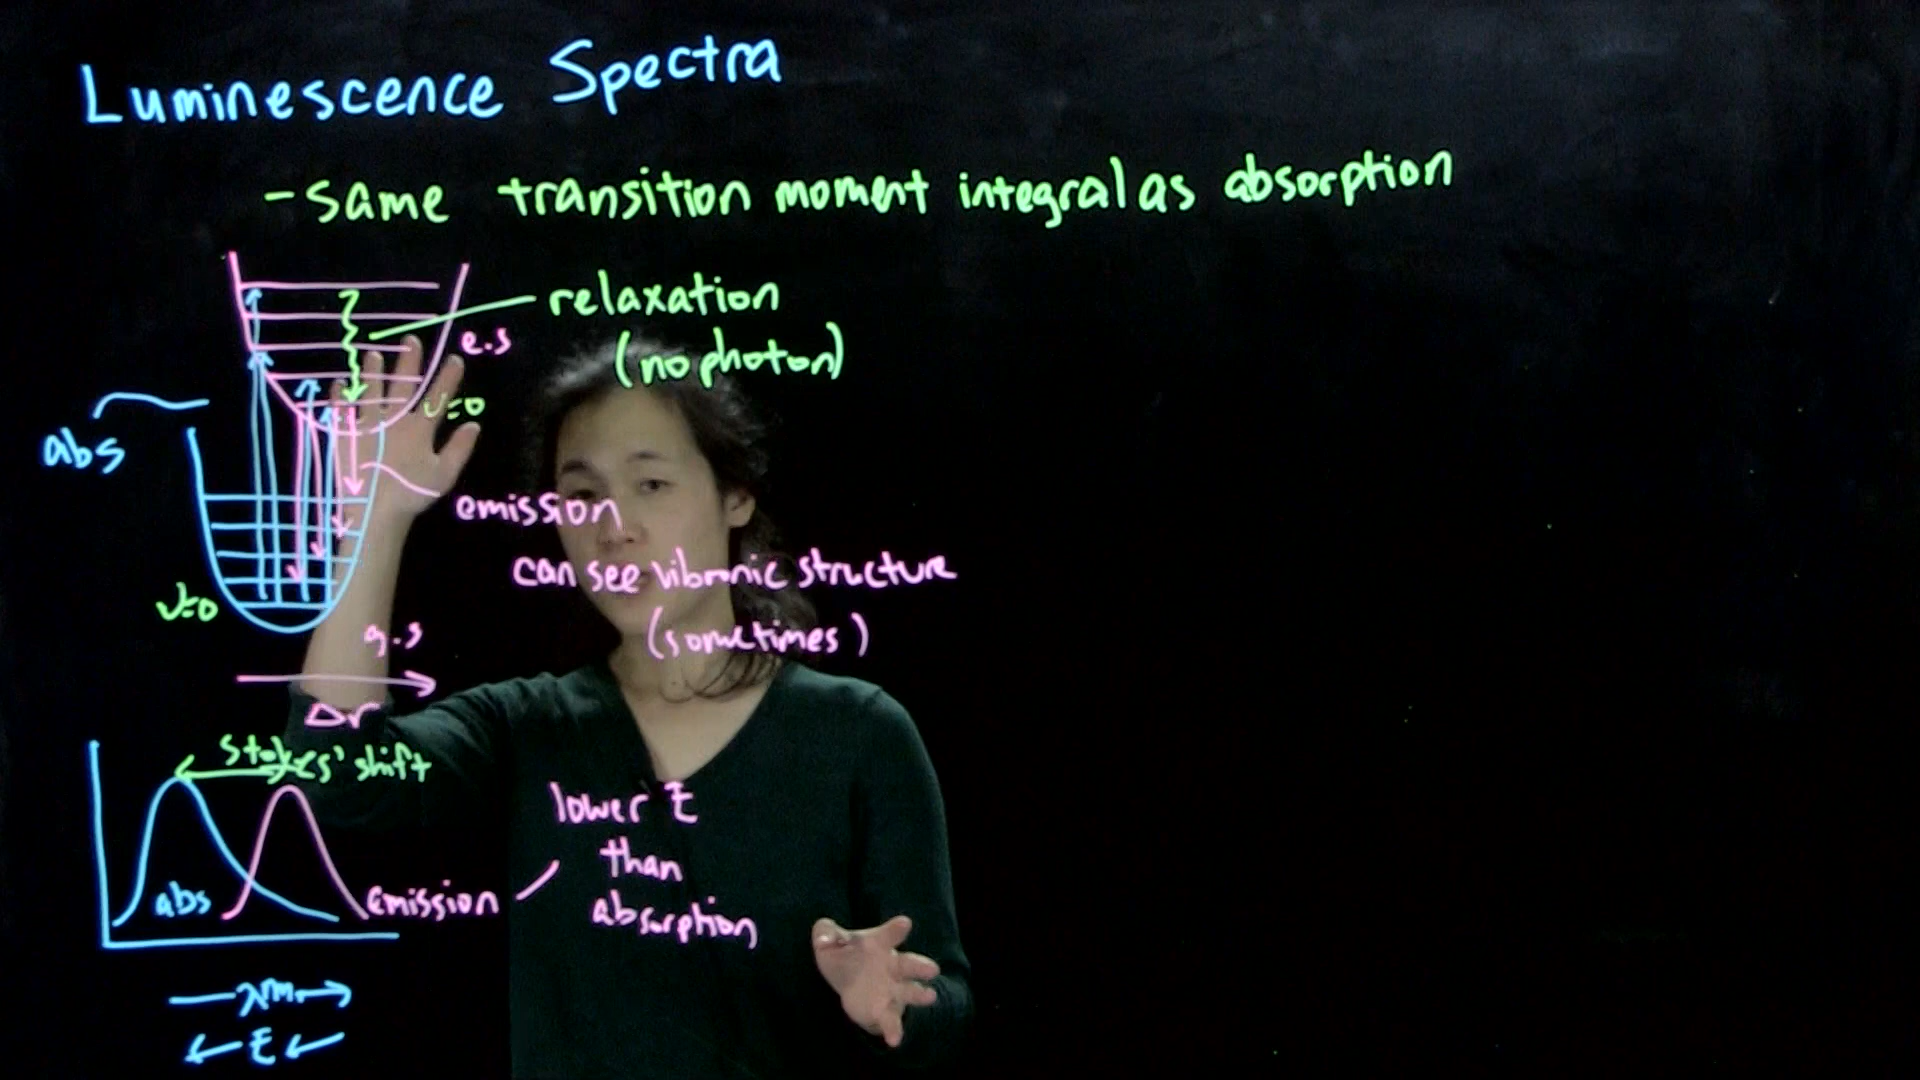 Luminescence Spectra
- same transition moment integral as absorption
relaxation
(no photon)
e.s
v=0
abs
emission
can see vibronic structure
(sometimes)
v=0
g.s
Δr
Stokes' shift
lower E
than
absorption
abs
emission
E